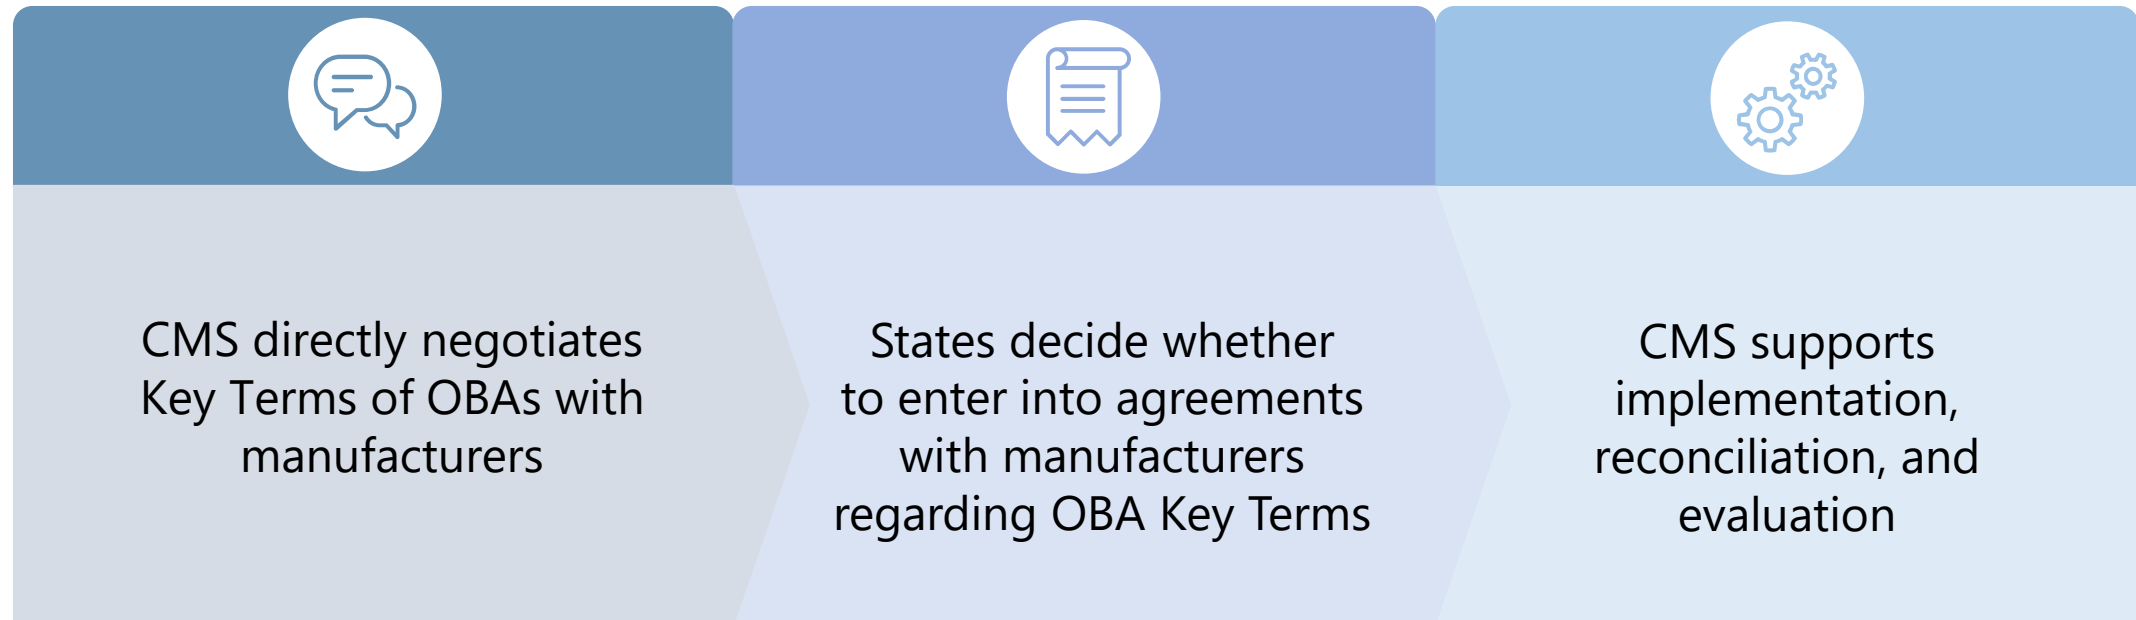 CMS directly negotiates
Key Terms of OBAs with
manufacturers
States decide whether
to enter into agreements
with manufacturers
regarding OBA Key Terms
CMS supports
implementation,
reconciliation, and
evaluation